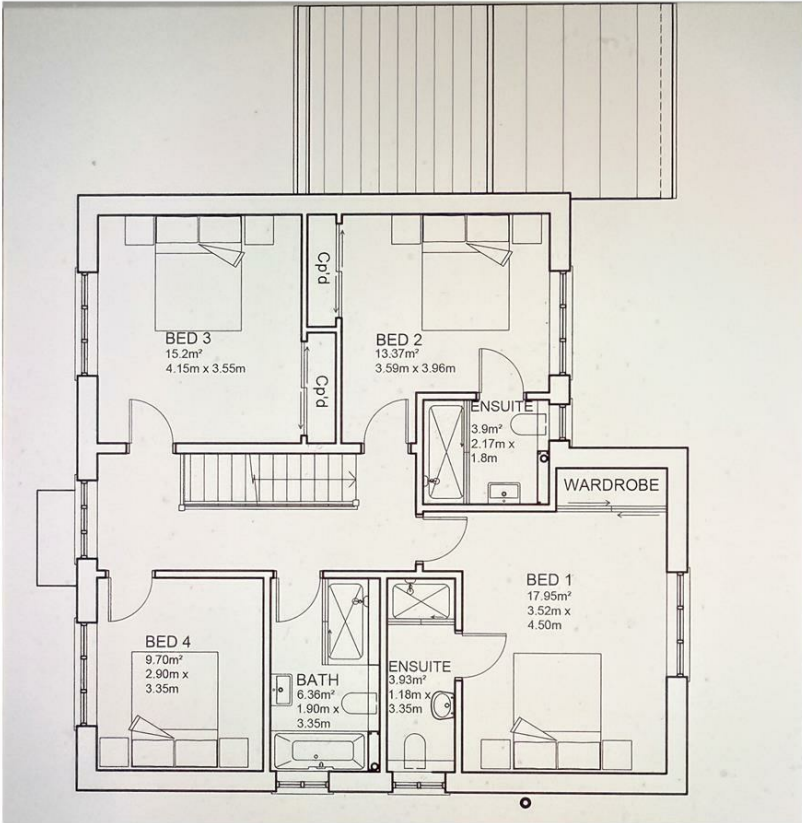 BED 3
15.2m²
4.15m x 3.55m
Cp'd
Cp'd
BED 2
13.37m²
3.59m x 3.96m
ENSUITE
3.9m²
2.17m x
1.8m
WARDROBE
BED 1
17.95m²
3.52m x
4.50m
BED 4
9.70m²
2.90m x
3.35m
BATH
6.36m²
1.90m x
3.35m
ENSUITE
3.93m²
1.18m x
3.35m